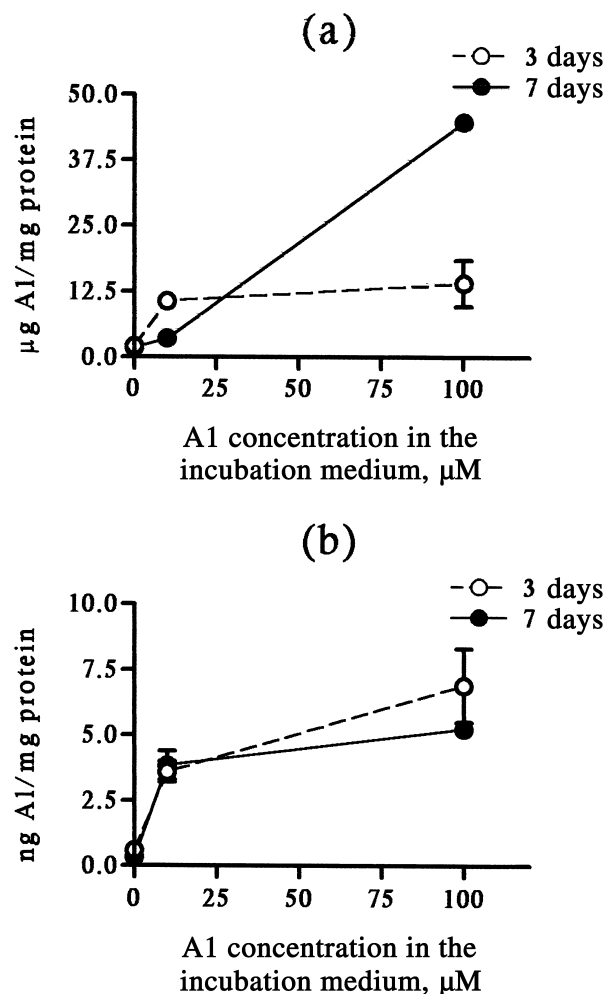 (a)
3 days
7 days
50.0
37.5
25.0
12.5
0.0
µg Al/mg protein
0 25 50 75 100
A1 concentration in the
incubation medium, µM
(b)
3 days
7 days
10.0
7.5
5.0
2.5
0.0
ng Al/mg protein
0 25 50 75 100
A1 concentration in the
incubation medium, µM